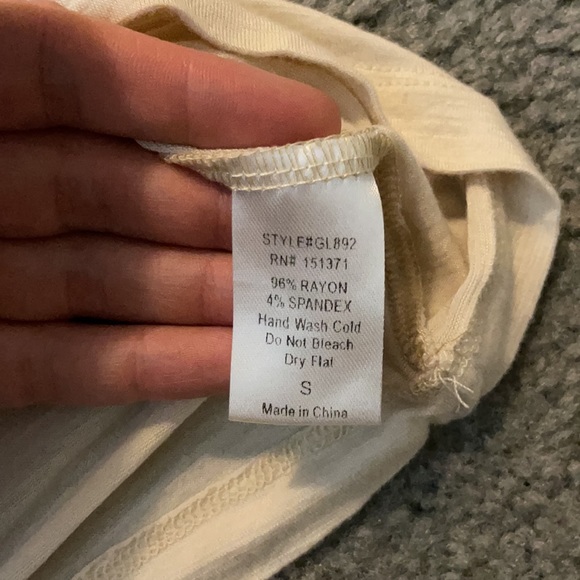 STYLE#GL892
RN# 151371
96% RAYON
4% SPANDEX
Hand Wash Cold
Do Not Bleach
Dry Flat
S
Made in China